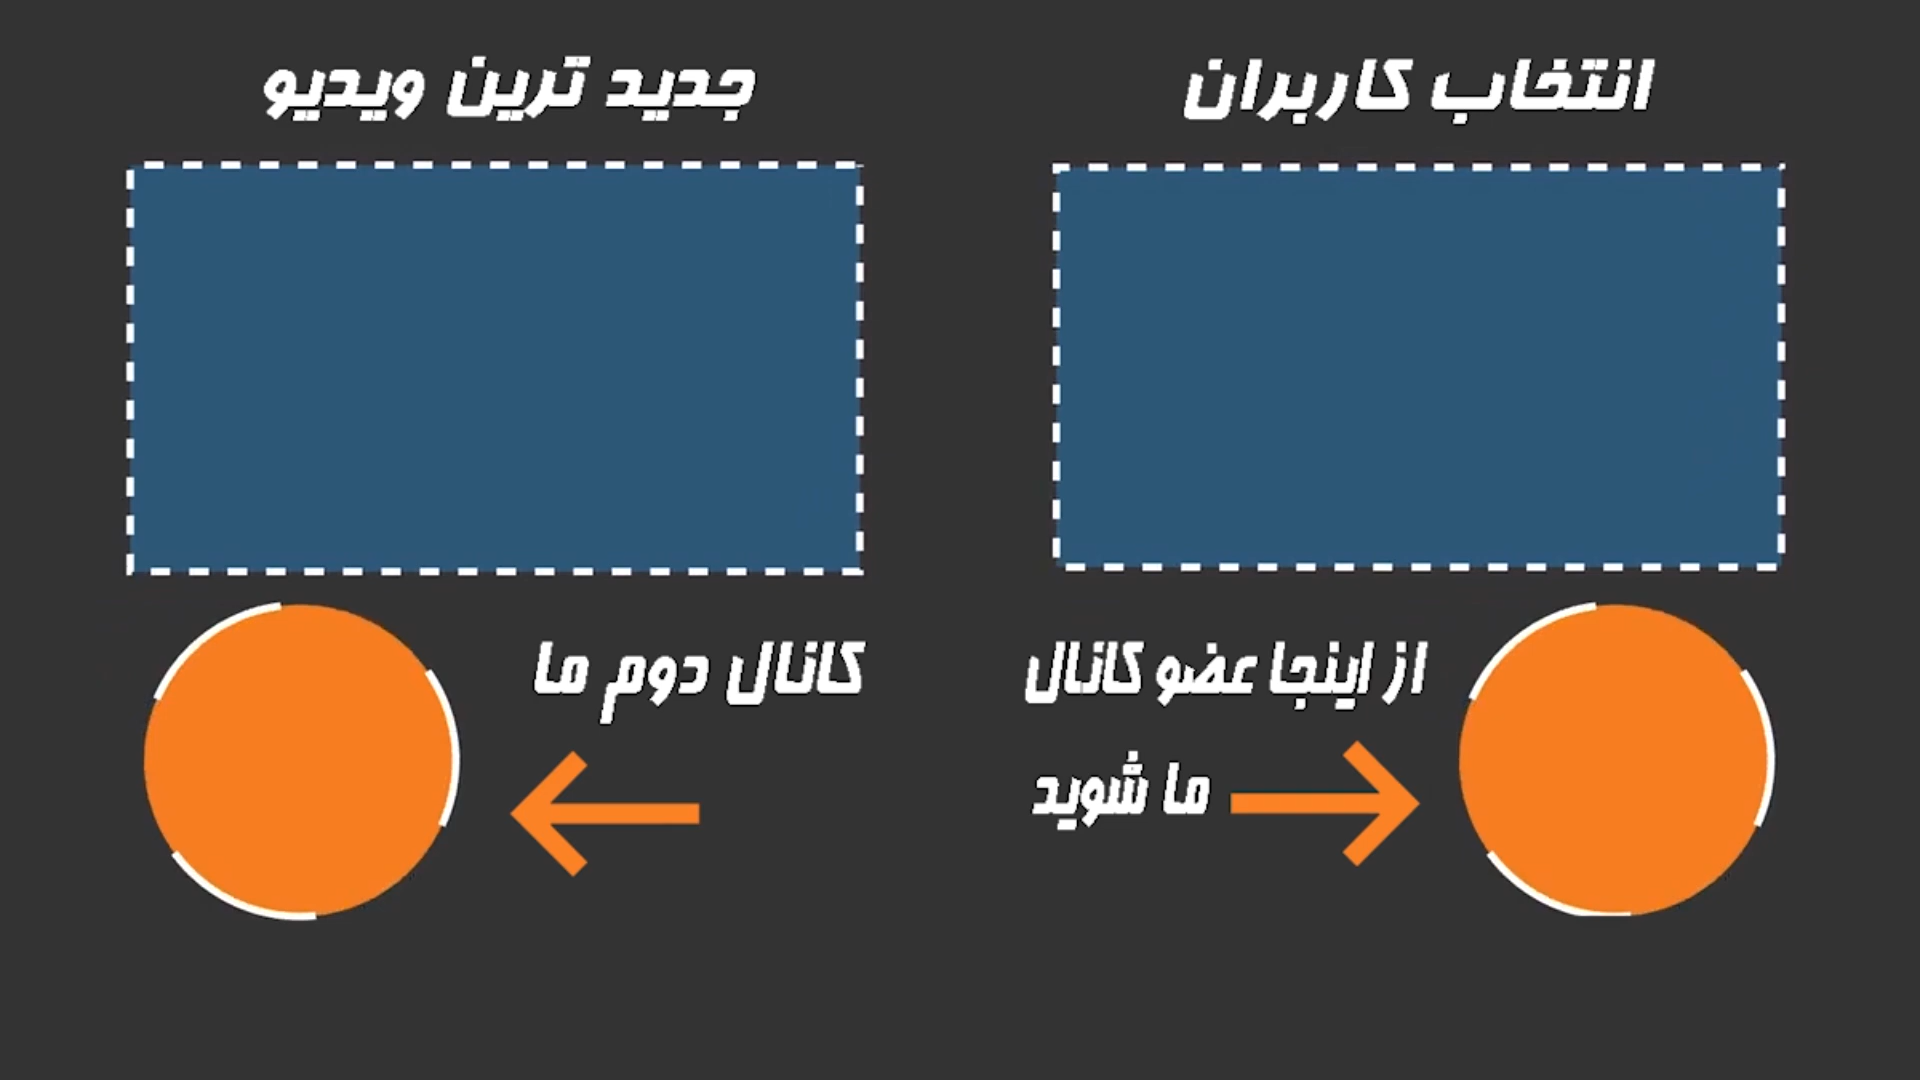 انتخاب کاربران
جدید ترین ویدیو
از اینجا عضو کانال
ما شوید
کانال دوم ما